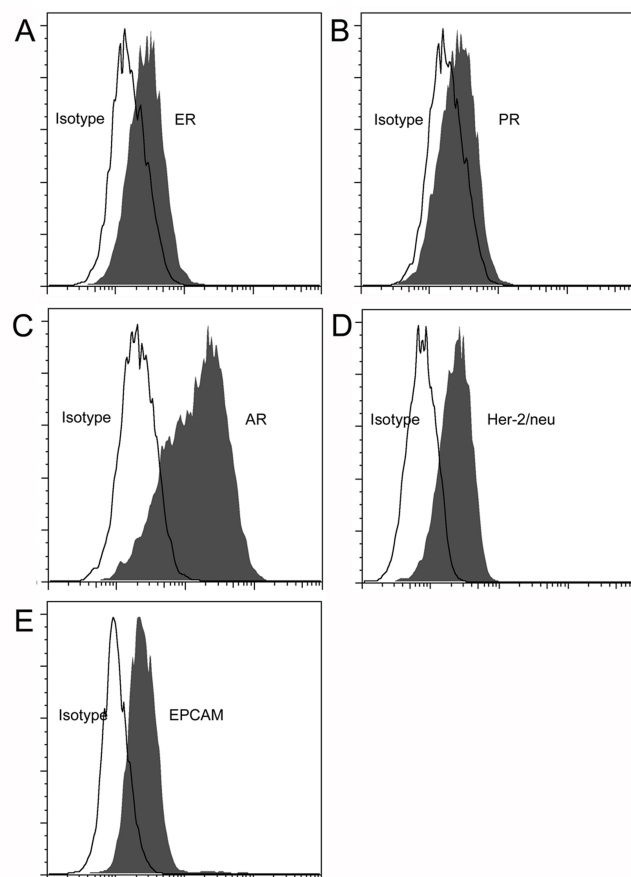 A
Isotype
ER
B
Isotype
PR
C
Isotype
AR
D
Isotype
Her-2/neu
E
Isotype
EPCAM